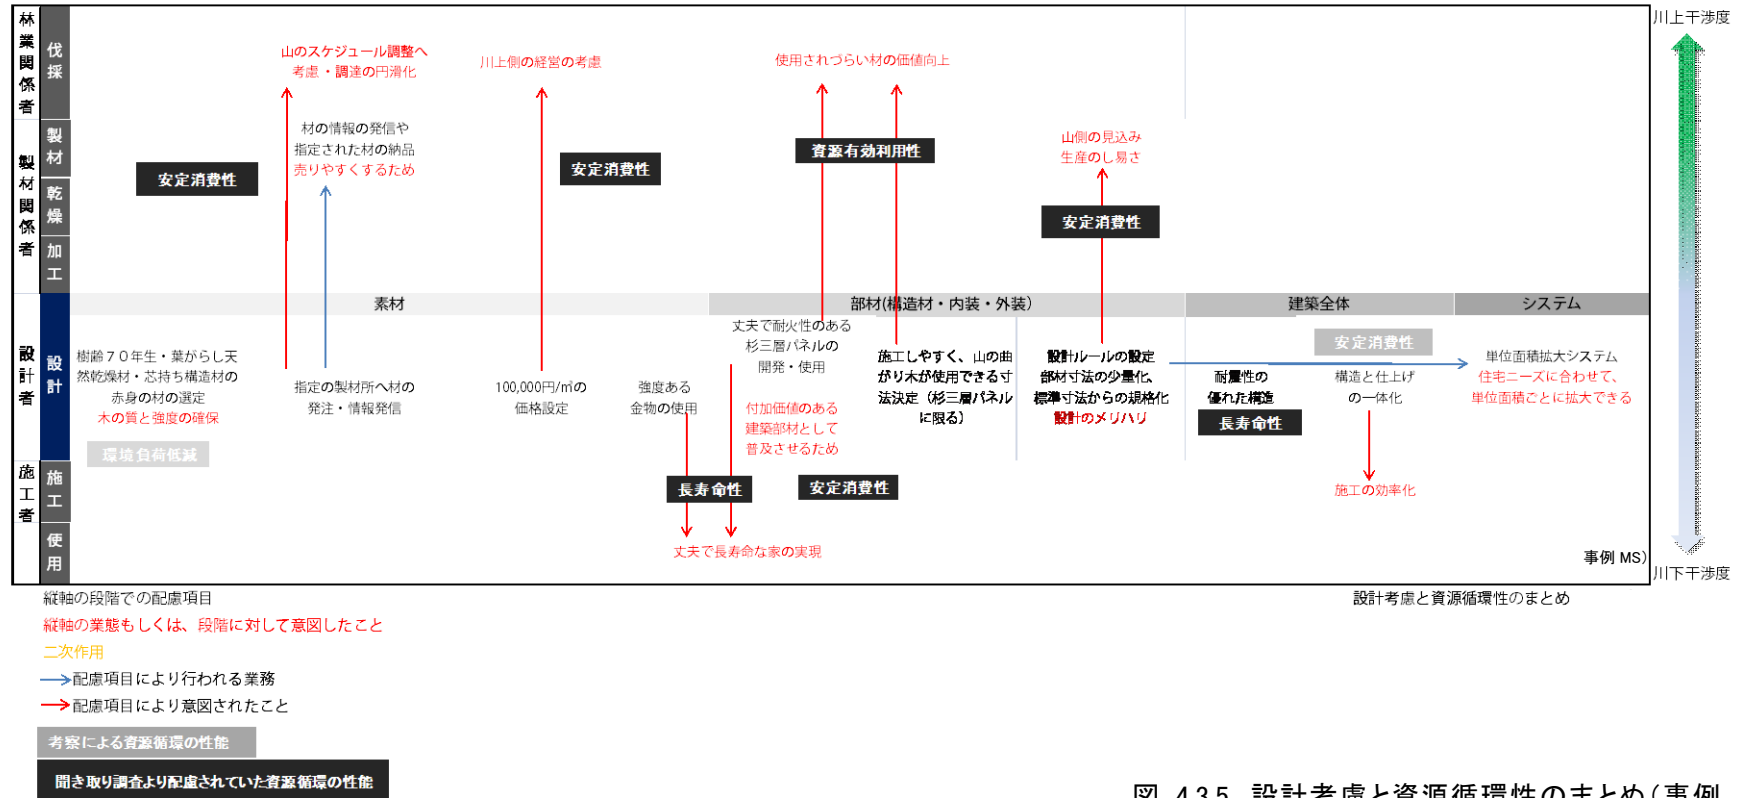 林業関係者
伐採
製材関係者
製材
乾燥
加工
設計者
設計
施工者
施工
使用
川上干渉度
山のスケジュール調整へ
考慮・調達の円滑化
川上側の経営の考慮
使用されづらい材の価値向上
材の情報の発信や
指定された材の納品
売りやすくするため
安定消費性
安定消費性
資源有効利用性
山側の見込み
生産のし易さ
安定消費性
素材
部材(構造材・内装・外装）
建築全体
システム
樹齢７０年生・葉がらし天
然乾燥材・芯持ち構造材の
赤身の材の選定
木の質と強度の確保
環境負荷低減
指定の製材所へ材の
発注・情報発信
100,000円/㎥の
価格設定
強度ある
金物の使用
丈夫で耐火性のある
杉三層パネルの
開発・使用
付加価値のある
建築部材として
普及させるため
施工しやすく、山の曲
がり木が使用できる寸
法決定（杉三層パネル
に限る）
設計ルールの設定
部材寸法の少量化、
標準寸法からの規格化
設計のメリハリ
耐震性の
優れた構造
長寿命性
安定消費性
構造と仕上げ
の一体化
単位面積拡大システム
住宅ニーズに合わせて、
単位面積ごとに拡大できる
長寿命性
安定消費性
施工の効率化
丈夫で長寿命な家の実現
事例 MS）
川下干渉度
縦軸の段階での配慮項目
設計考慮と資源循環性のまとめ
縦軸の業態もしくは、段階に対して意図したこと
二次作用
配慮項目により行われる業務
配慮項目により意図されたこと
考察による資源循環の性能
聞き取り調査より配慮されていた資源循環の性能
図 4.3.5 設計考慮と資源循環性のまとめ（事例